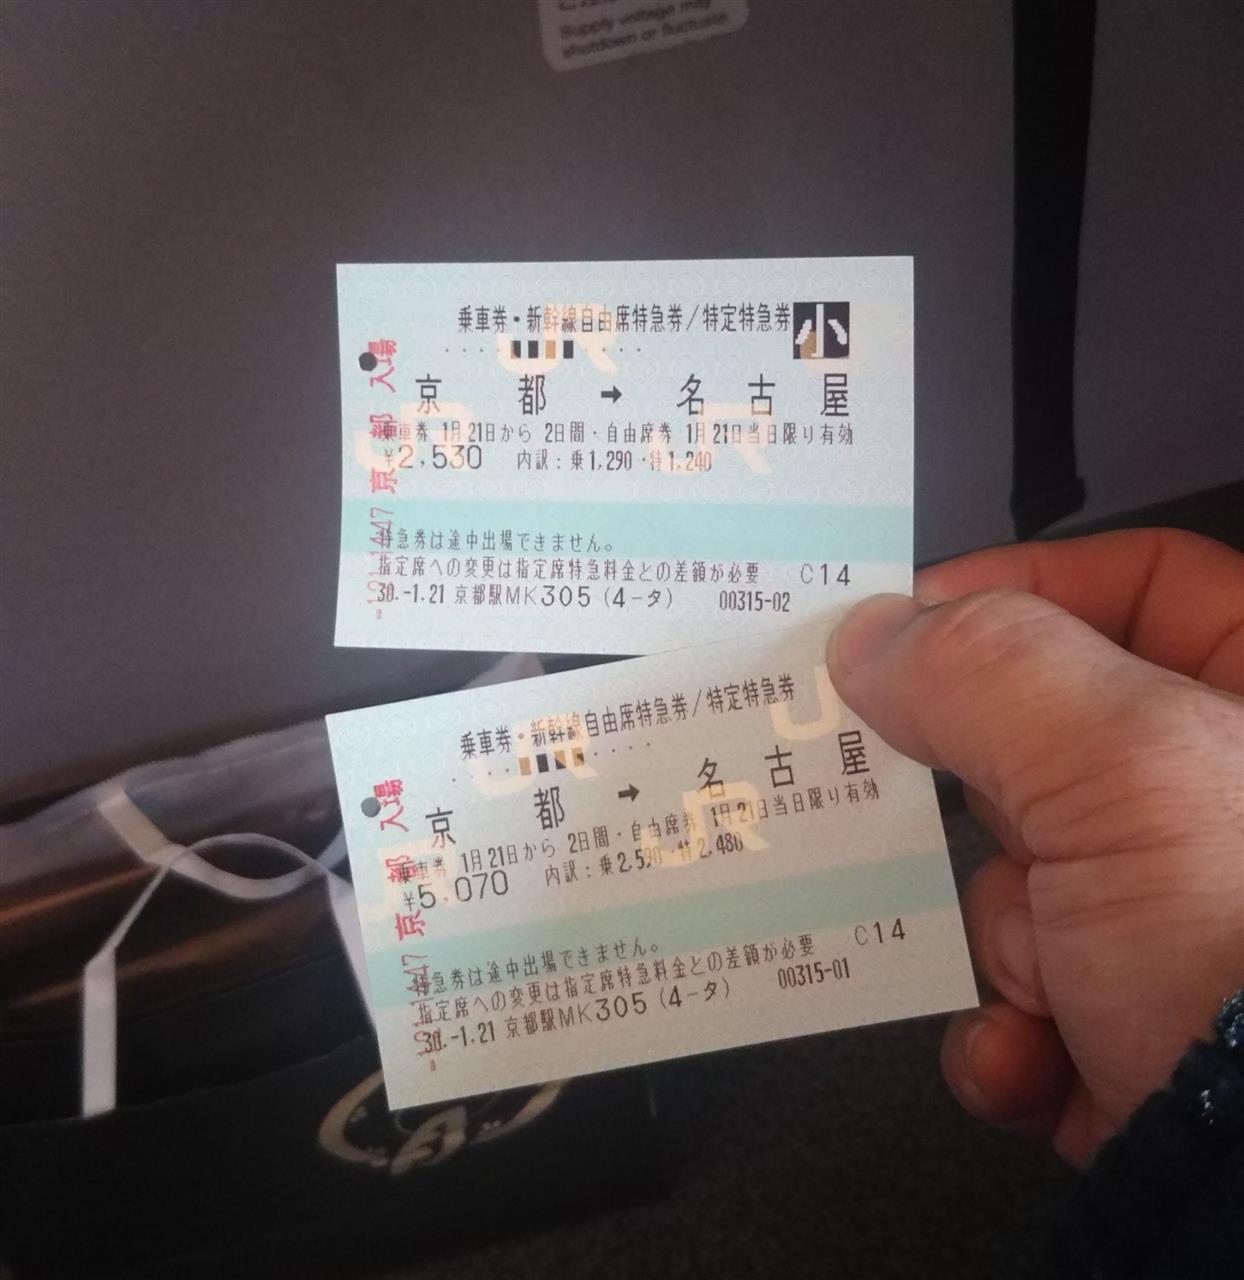 Supply voltage may
shutdown or fluctuate.
乗車券・新幹線自由席特急券/特定特急券 小
京都 → 名古屋
乗車券 1月21日から 2日間・自由席券 1月21日当日限り有効
¥2,530 内訳:乗1,290・特1,240
特急券は途中出場できません。
指定席への変更は指定席特急料金との差額が必要 C14
30.-1.21 京都駅MK305 (4-タ) 00315-02
京都 入場
JR
乗車券・新幹線自由席特急券/特定特急券
京都 → 名古屋
乗車券 1月21日から 2日間・自由席券 1月21日当日限り有効
¥5,070 内訳:乗2,590・特2,480
特急券は途中出場できません。
指定席への変更は指定席特急料金との差額が必要 C14
30.-1.21 京都駅MK305 (4-タ) 00315-01
京都 入場
JR